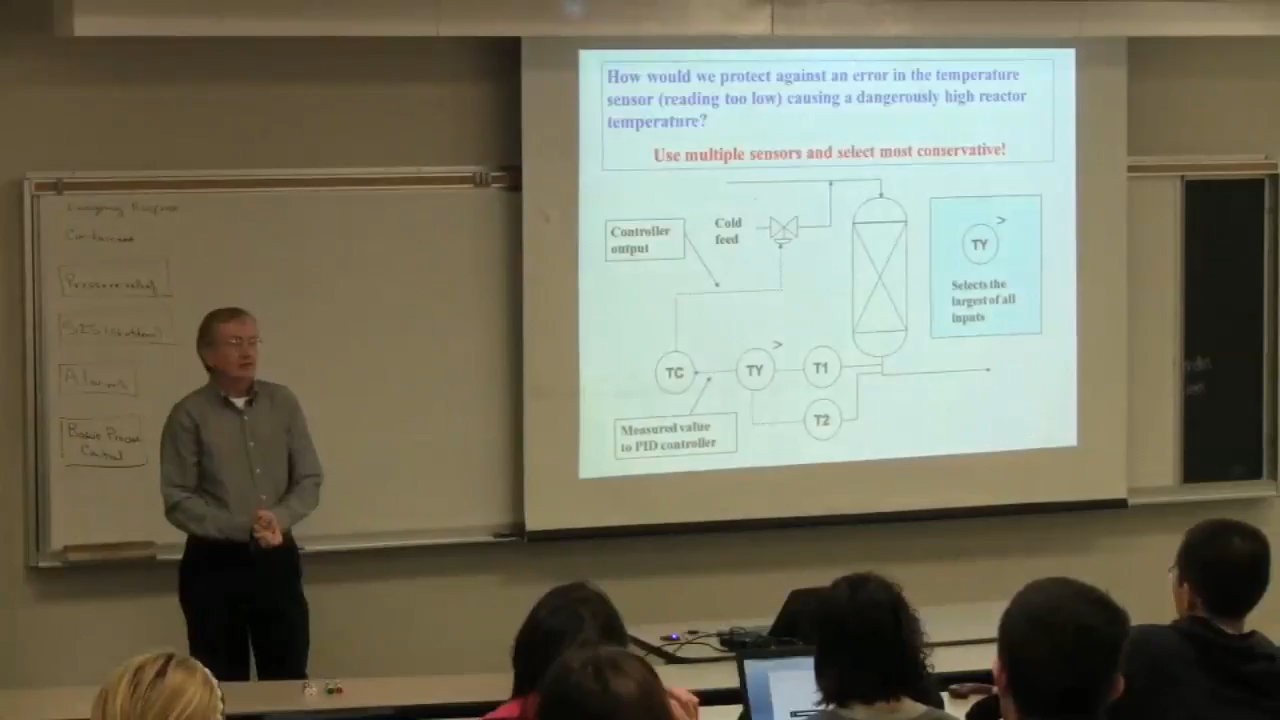 How would we protect against an error in the temperature
sensor (reading too low) causing a dangerously high reactor
temperature?
Use multiple sensors and select most conservative!
Controller
output
Cold
feed
>
TY
Selects the
largest of all
inputs
TC
TY
>
T1
T2
Measured value
to PID controller
Pressure relief
Alarms
Basic Process
Control